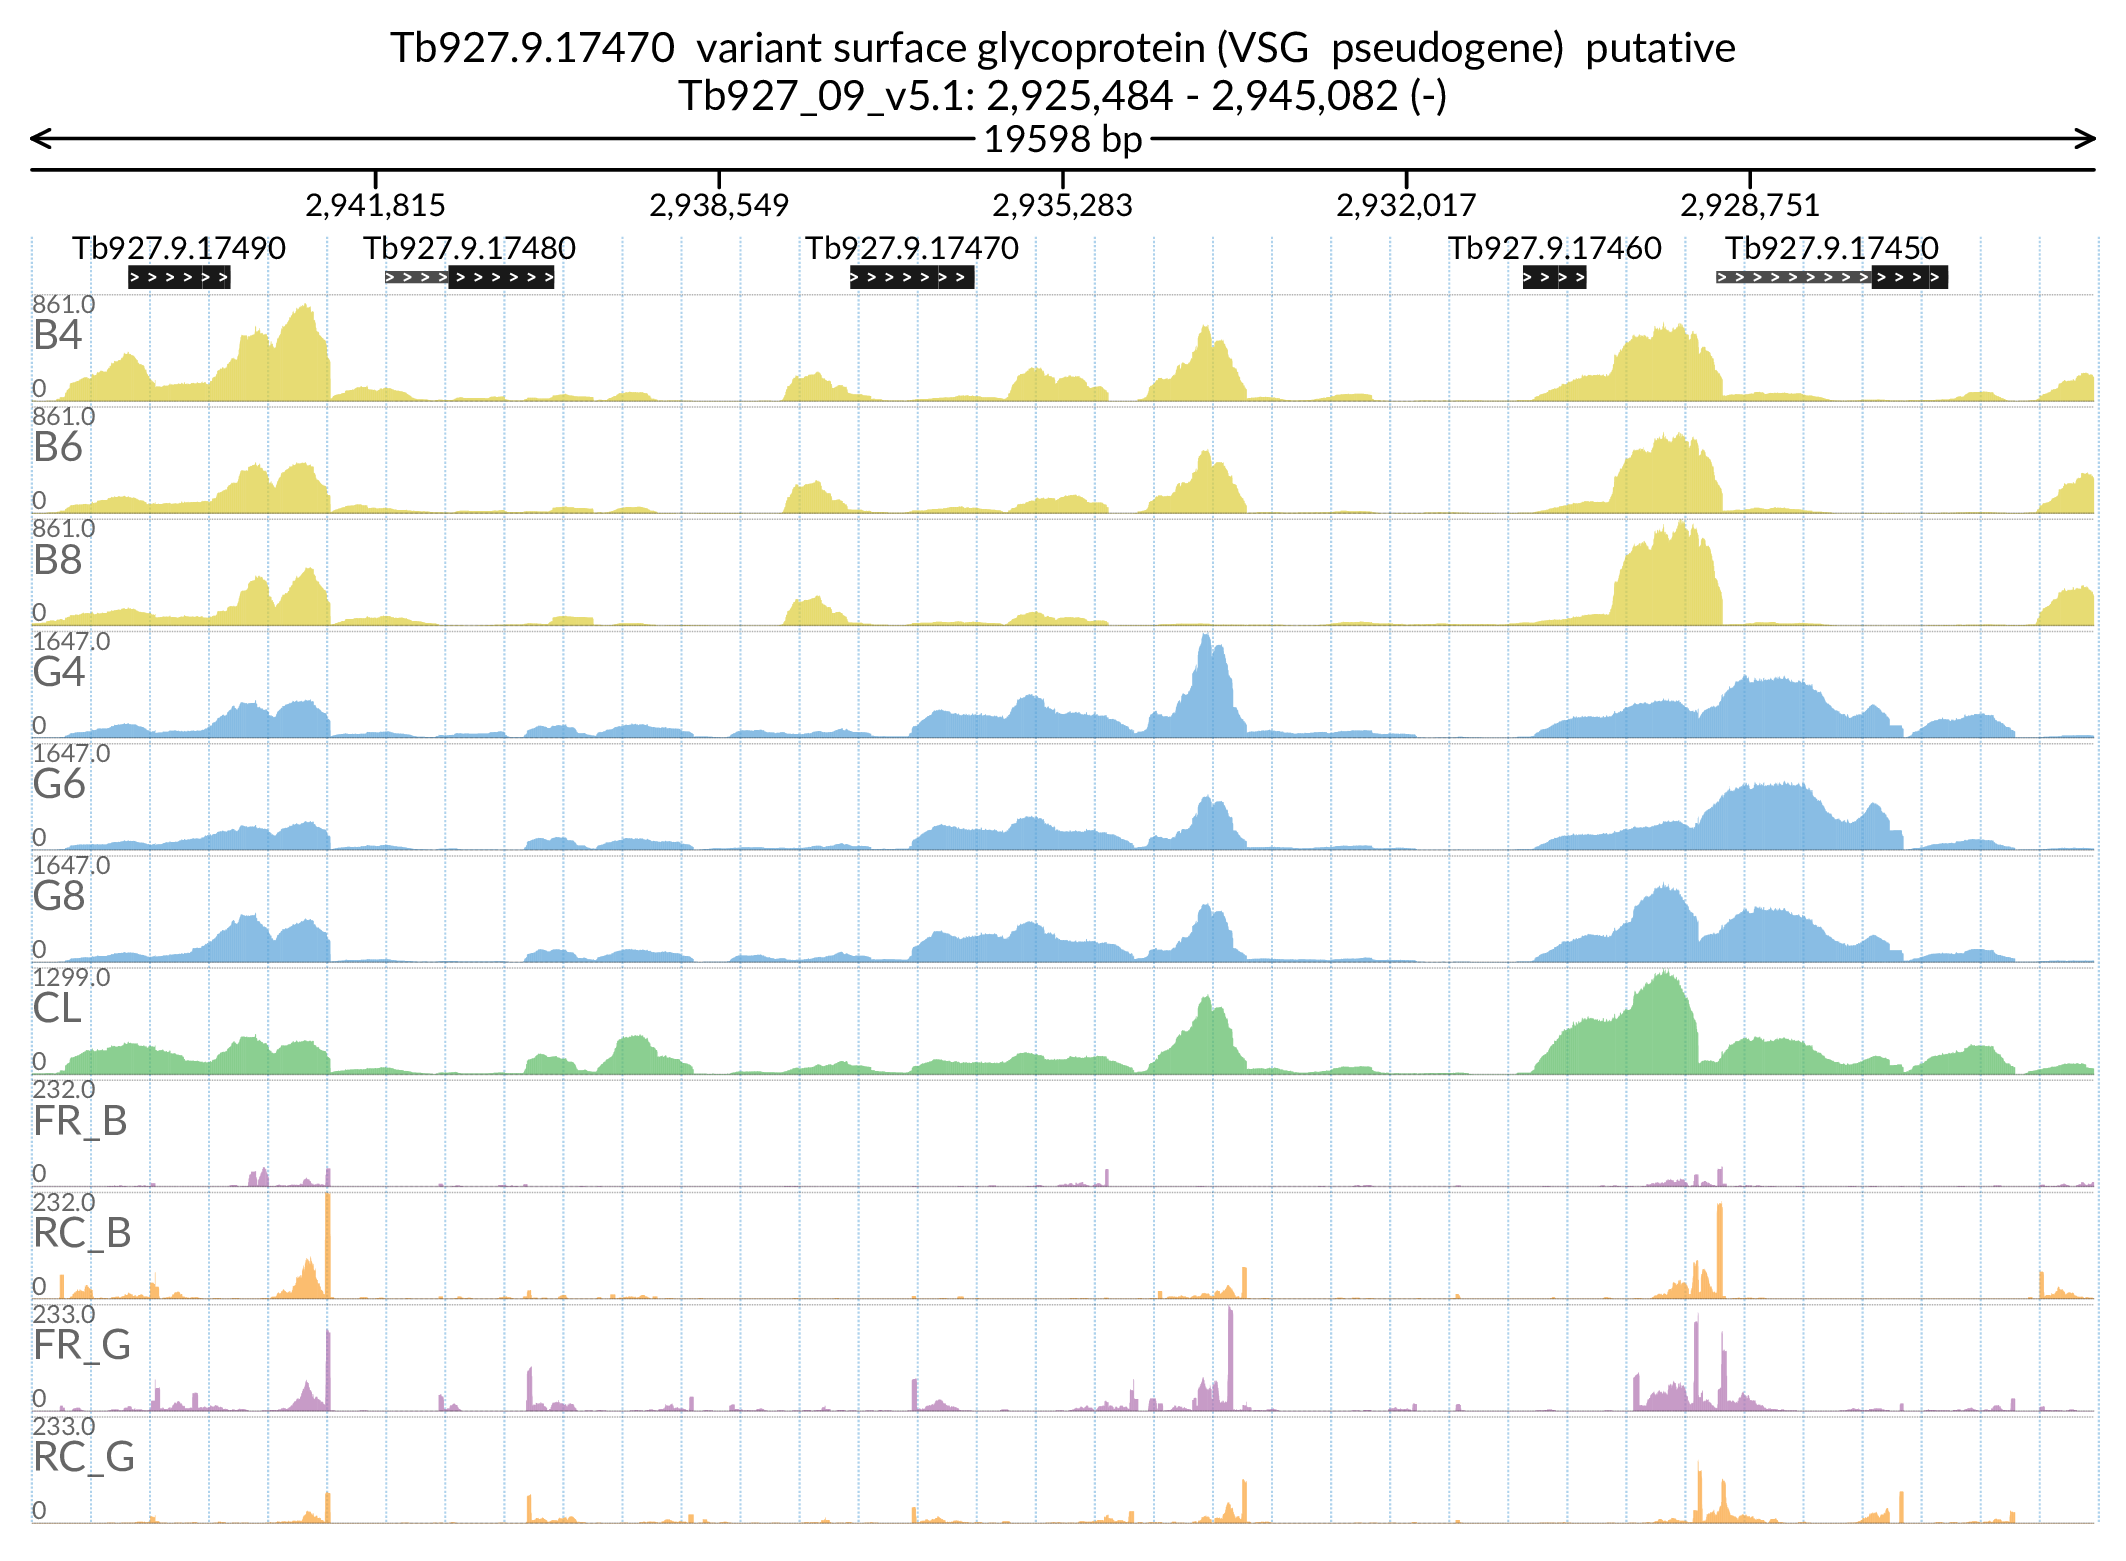 Tb927.9.17470  variant surface glycoprotein (VSG  pseudogene)  putative
Tb927_09_v5.1: 2,925,484 - 2,945,082 (-)
19598 bp
2,941,815 2,938,549 2,935,283 2,932,017 2,928,751
Tb927.9.17490 Tb927.9.17480 Tb927.9.17470 Tb927.9.17460 Tb927.9.17450
861.0
B4
0
861.0
B6
0
861.0
B8
0
1647.0
G4
0
1647.0
G6
0
1647.0
G8
0
1299.0
CL
0
232.0
FR_B
0
232.0
RC_B
0
233.0
FR_G
0
233.0
RC_G
0